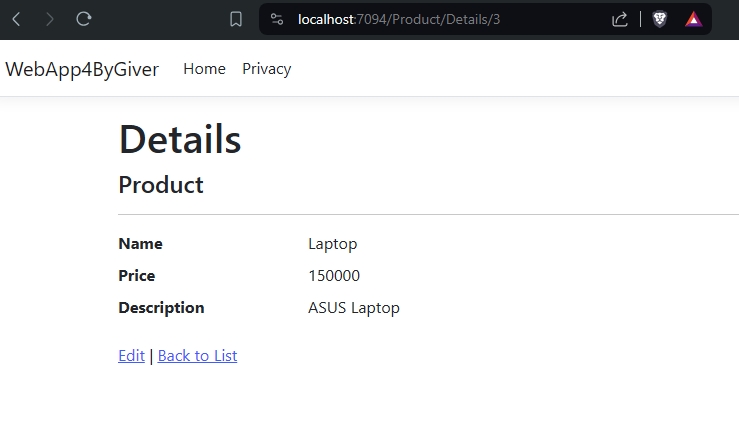 localhost:7094/Product/Details/3
WebApp4ByGiver Home Privacy
Details
Product
Name Laptop
Price 150000
Description ASUS Laptop
Edit | Back to List